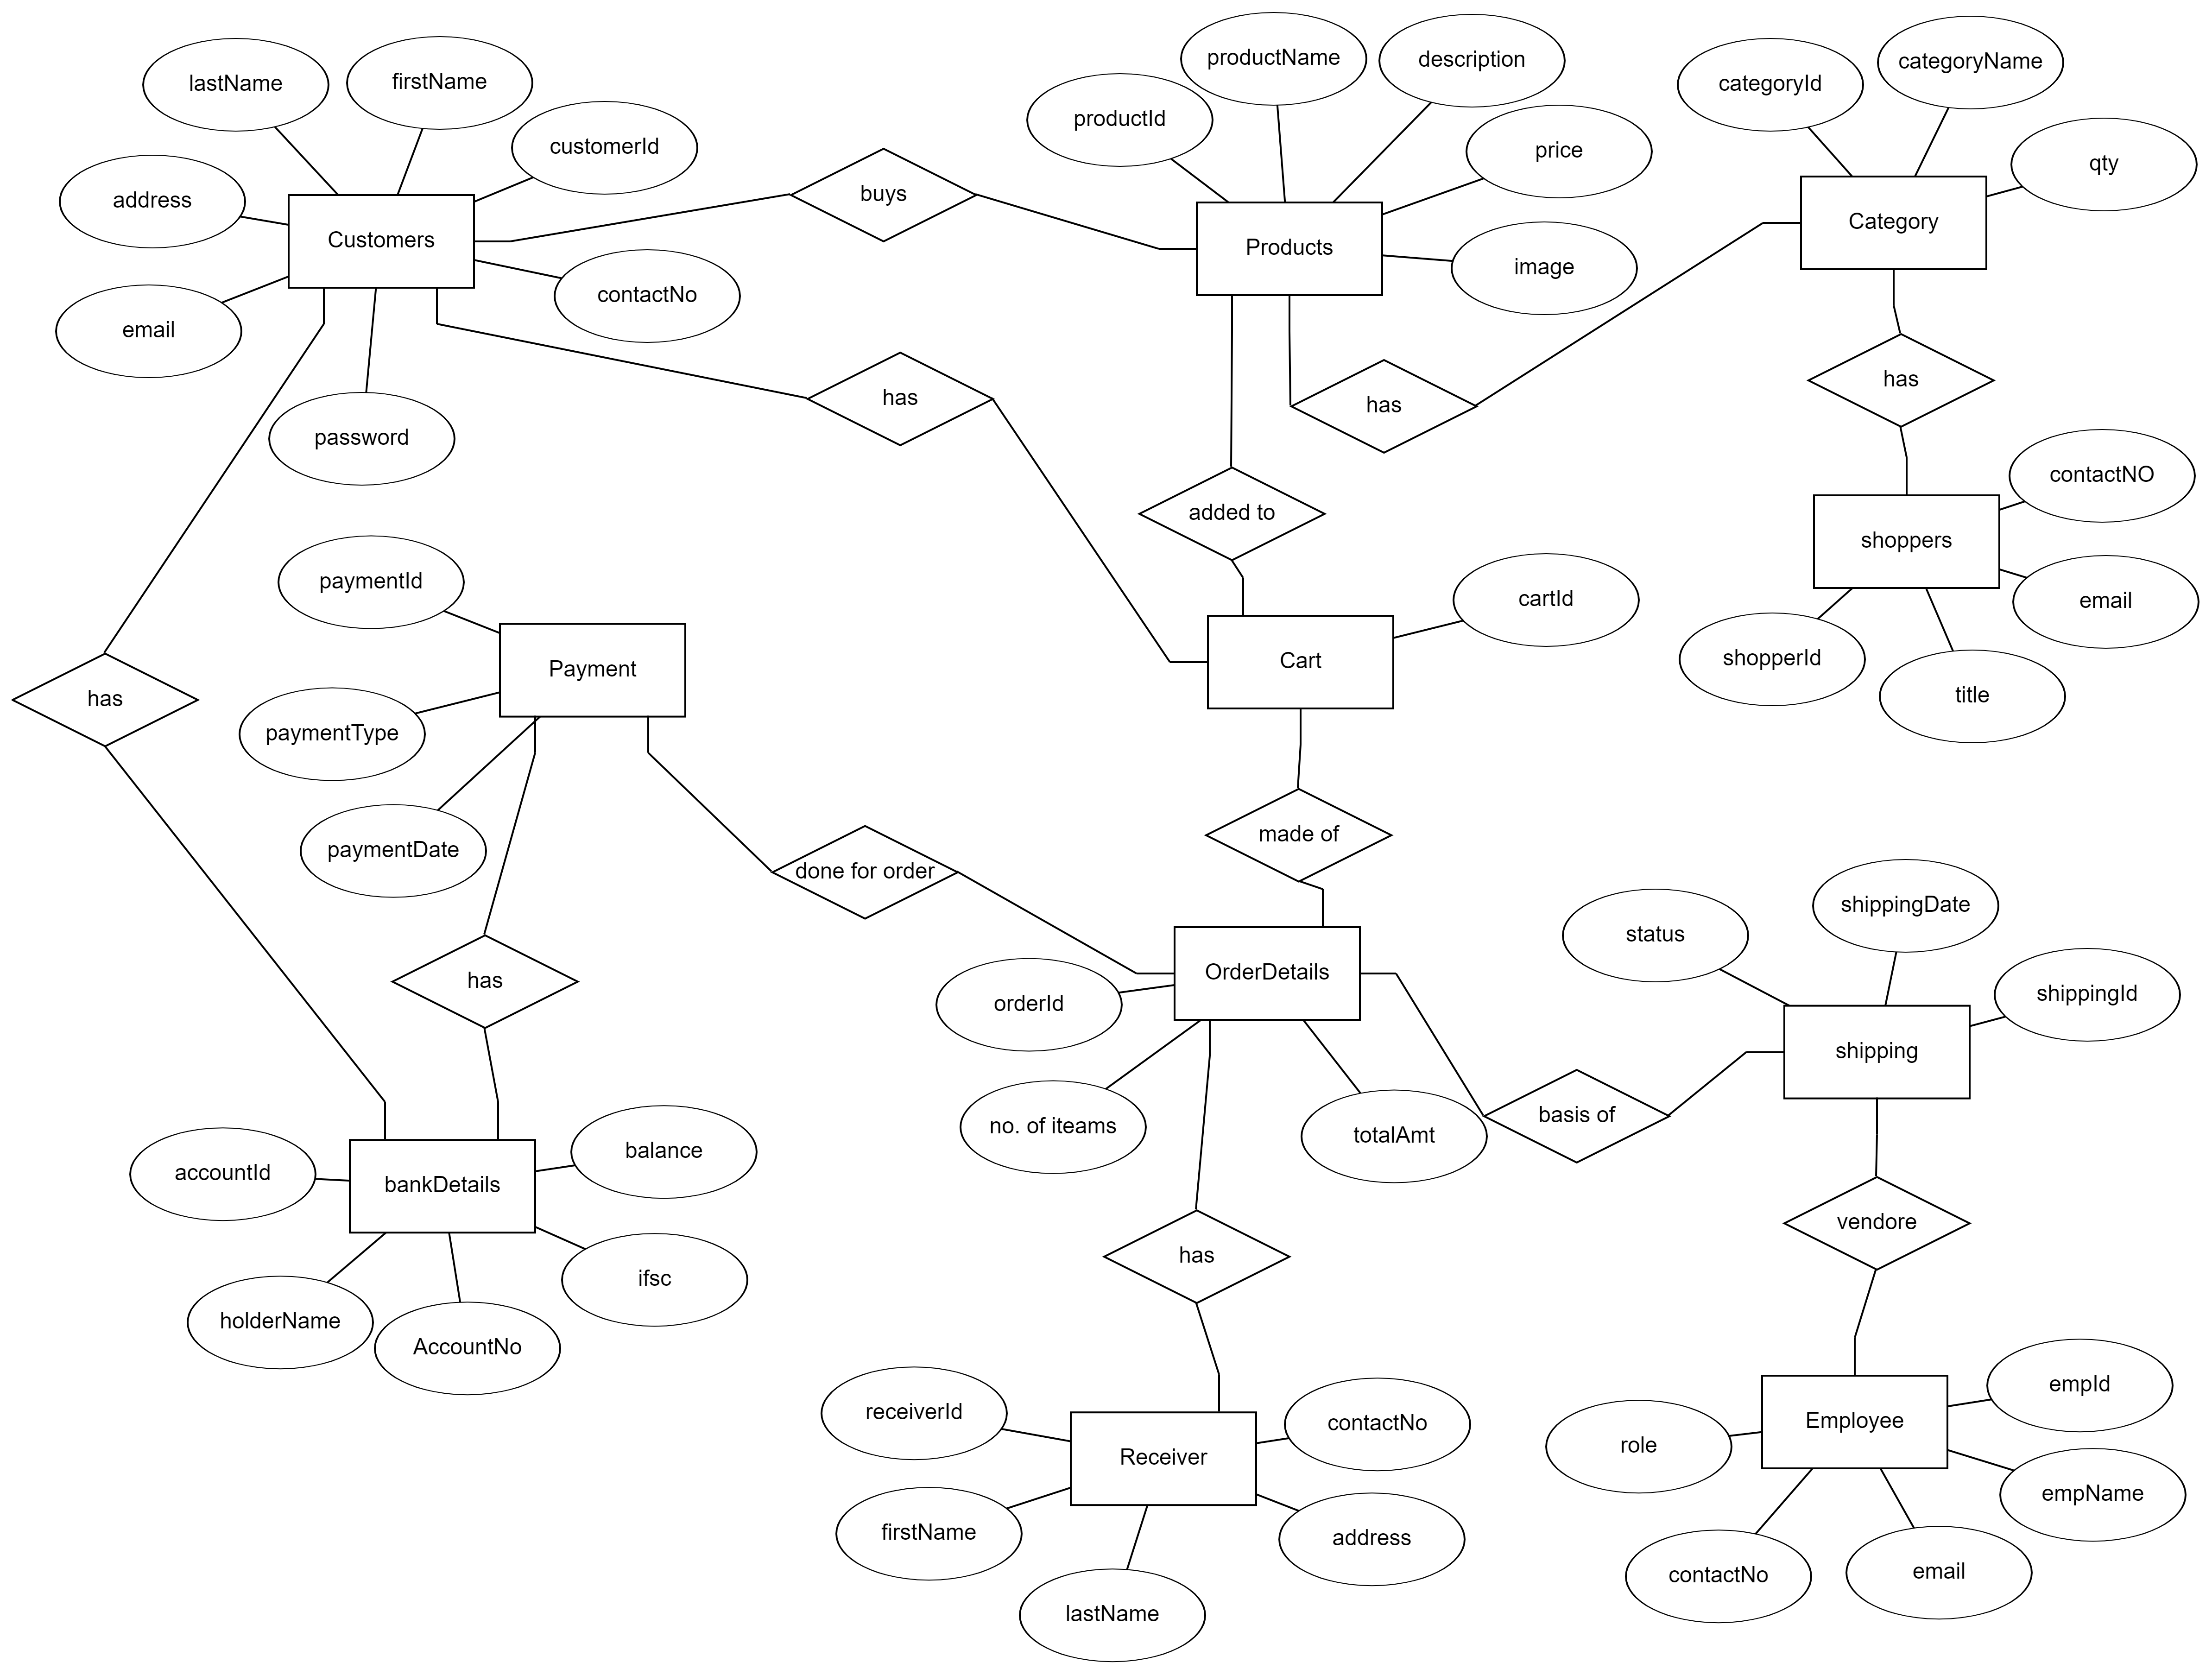 lastName
firstName
customerId
address
Customers
contactNo
email
password
buys
productId
productName
description
price
Products
image
categoryId
categoryName
qty
Category
has
has
has
contactNO
shoppers
email
shopperId
title
added to
cartId
Cart
paymentId
Payment
paymentType
paymentDate
has
has
done for order
made of
OrderDetails
orderId
no. of iteams
totalAmt
basis of
status
shippingDate
shippingId
shipping
vendore
accountId
bankDetails
balance
ifsc
holderName
AccountNo
has
receiverId
Receiver
contactNo
firstName
address
lastName
role
Employee
empId
empName
contactNo
email